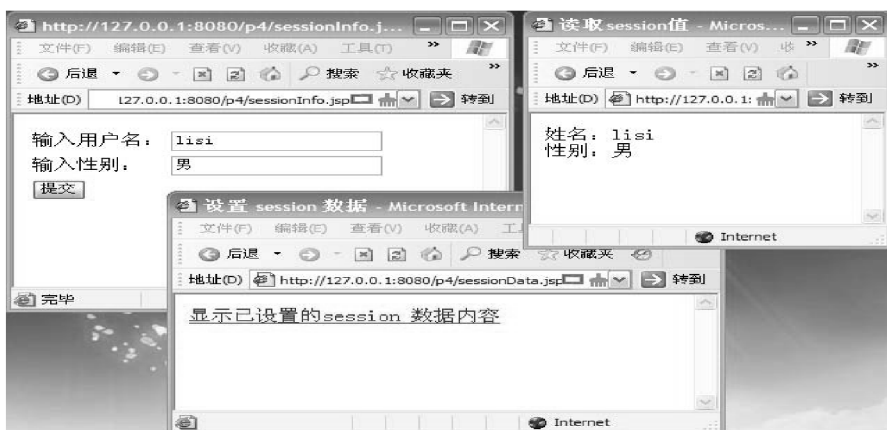 http://127.0.0.1:8080/p4/sessionInfo.j...
文件(F) 编辑(E) 查看(V) 收藏(A) 工具(T) »
后退 搜索 收藏夹 »
地址(D) 127.0.0.1:8080/p4/sessionInfo.jsp 转到
输入用户名： lisi
输入性别： 男
提交
完毕
读取session值 - Micros...
文件(F) 编辑(E) 查看(V) 收 »
后退 »
地址(D) http://127.0.0.1: 转到
姓名：lisi
性别：男
Internet
设置 session 数据 - Microsoft Intern
文件(F) 编辑(E) 查看(V) 收藏(A) 工
后退 搜索 收藏夹
地址(D) http://127.0.0.1:8080/p4/sessionData.jsp 转到
显示已设置的session 数据内容
Internet